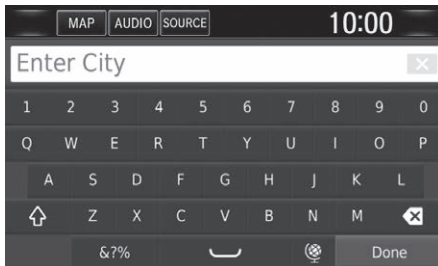 MAP AUDIO SOURCE 10:00
Enter City
1 2 3 4 5 6 7 8 9 0
Q W E R T Y U I O P
A S D F G H J K L
Z X C V B N M
&?% Done